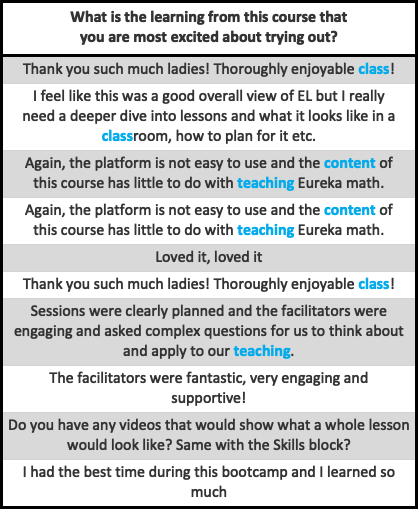 What is the learning from this course that
you are most excited about trying out?
Thank you such much ladies! Thoroughly enjoyable class!
I feel like this was a good overall view of EL but I really
need a deeper dive into lessons and what it looks like in a
classroom, how to plan for it etc.
Again, the platform is not easy to use and the content of
this course has little to do with teaching Eureka math.
Again, the platform is not easy to use and the content of
this course has little to do with teaching Eureka math.
Loved it, loved it
Thank you such much ladies! Thoroughly enjoyable class!
Sessions were clearly planned and the facilitators were
engaging and asked complex questions for us to think about
and apply to our teaching.
The facilitators were fantastic, very engaging and
supportive!
Do you have any videos that would show what a whole lesson
would look like? Same with the Skills block?
I had the best time during this bootcamp and I learned so
much